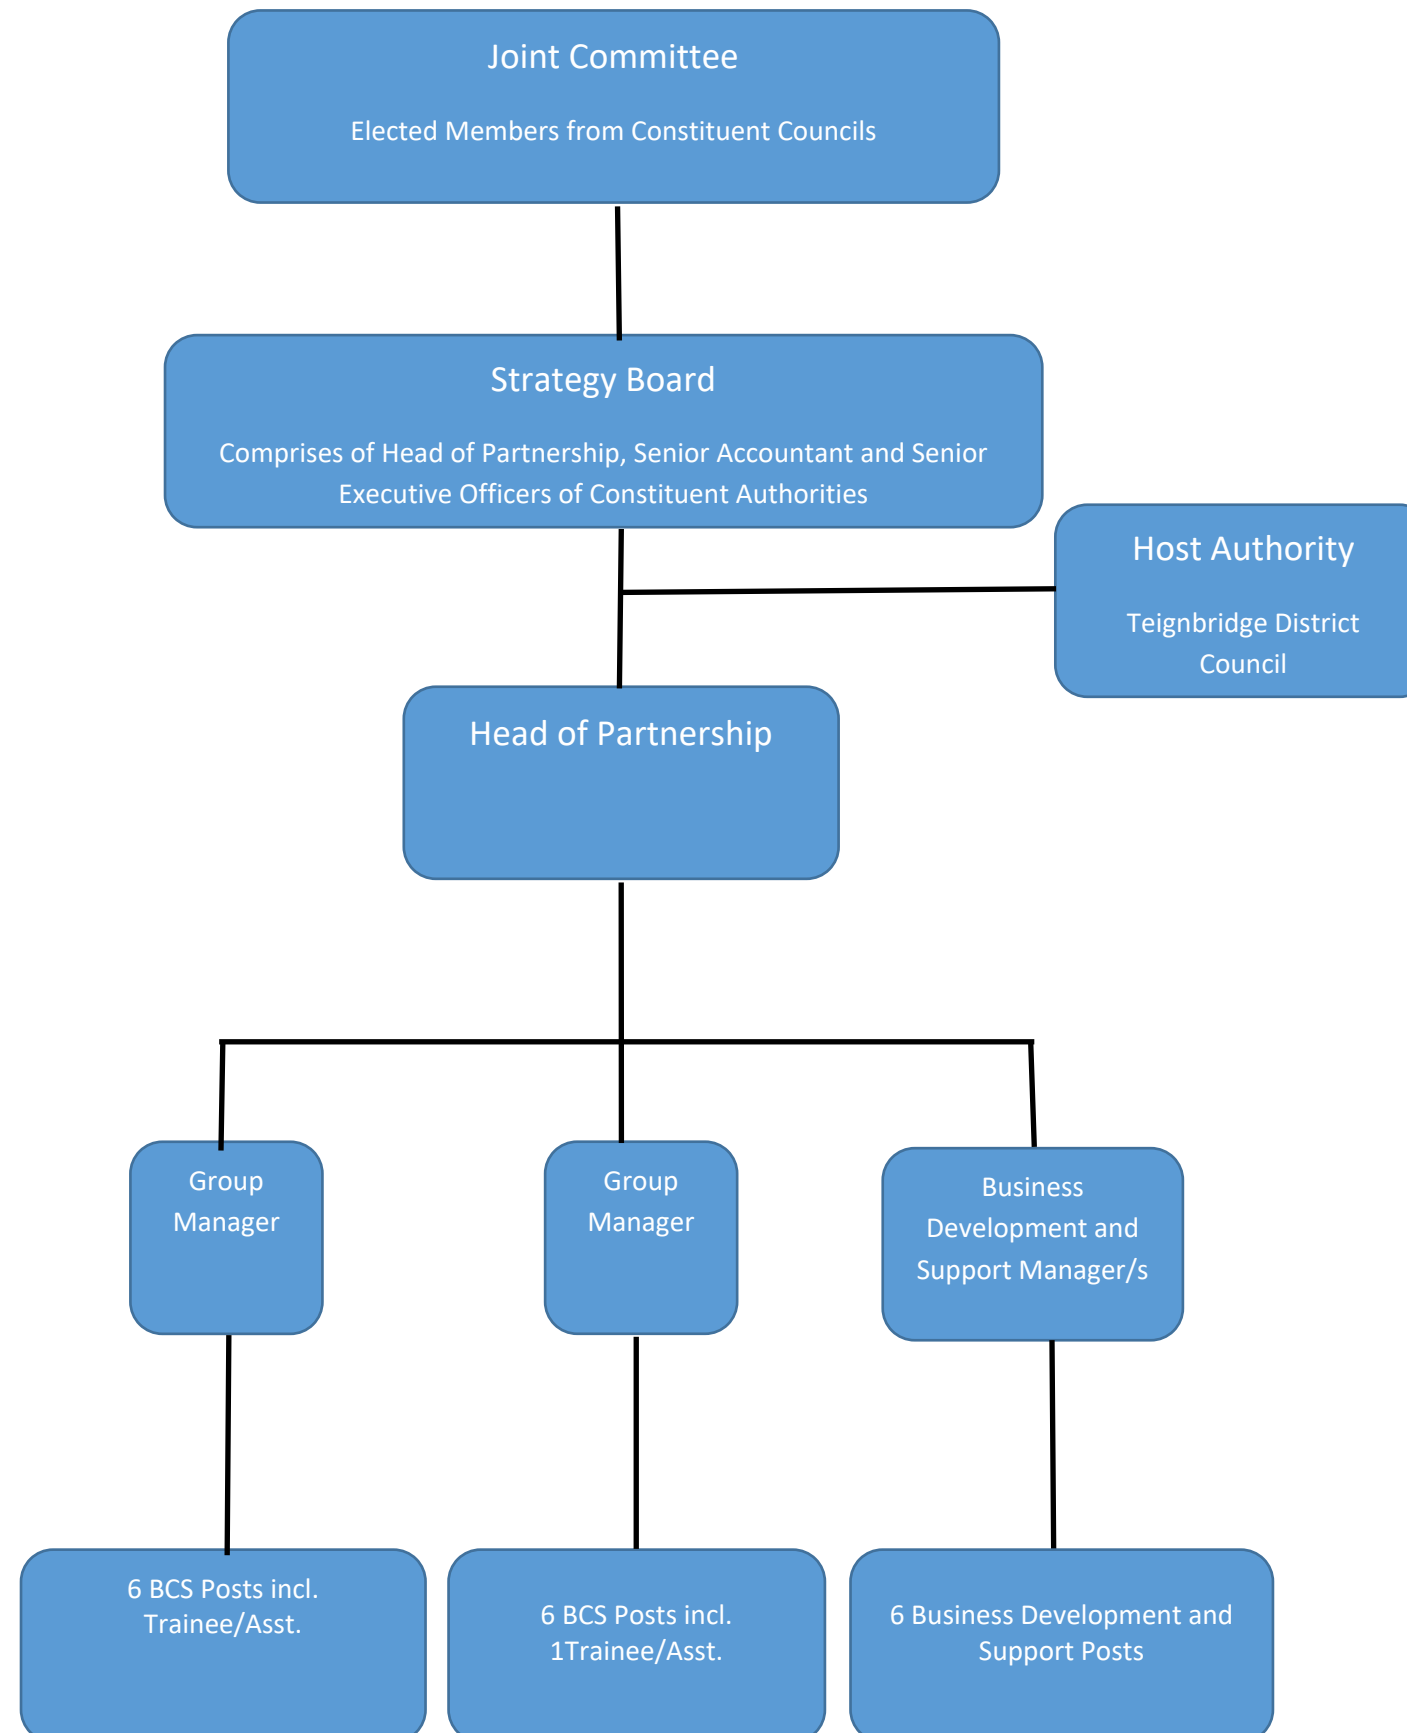 Joint Committee
Elected Members from Constituent Councils
Strategy Board
Comprises of Head of Partnership, Senior Accountant and Senior
Executive Officers of Constituent Authorities
Host Authority
Teignbridge District
Council
Head of Partnership
Group
Manager
Group
Manager
Business
Development and
Support Manager/s
6 BCS Posts incl.
Trainee/Asst.
6 BCS Posts incl.
1Trainee/Asst.
6 Business Development and
Support Posts